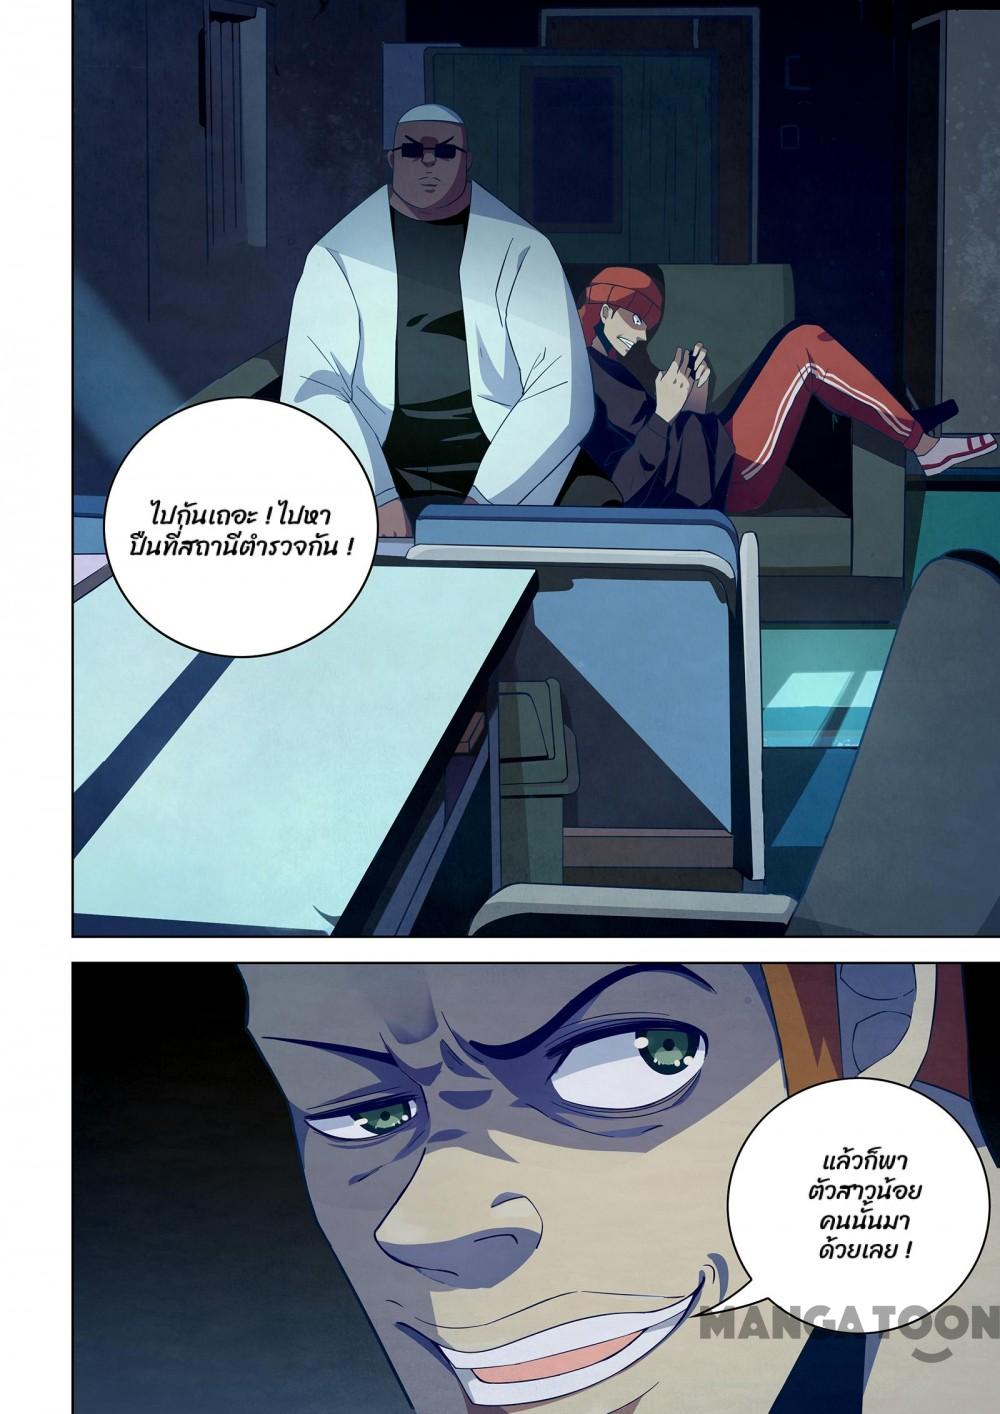 ไปกันเถอะ ! ไปหา
ปืนที่สถานีตำรวจกัน !
แล้วก็พา
ตัวสาวน้อย
คนนั้นมา
ด้วยเลย !
MANGATOON